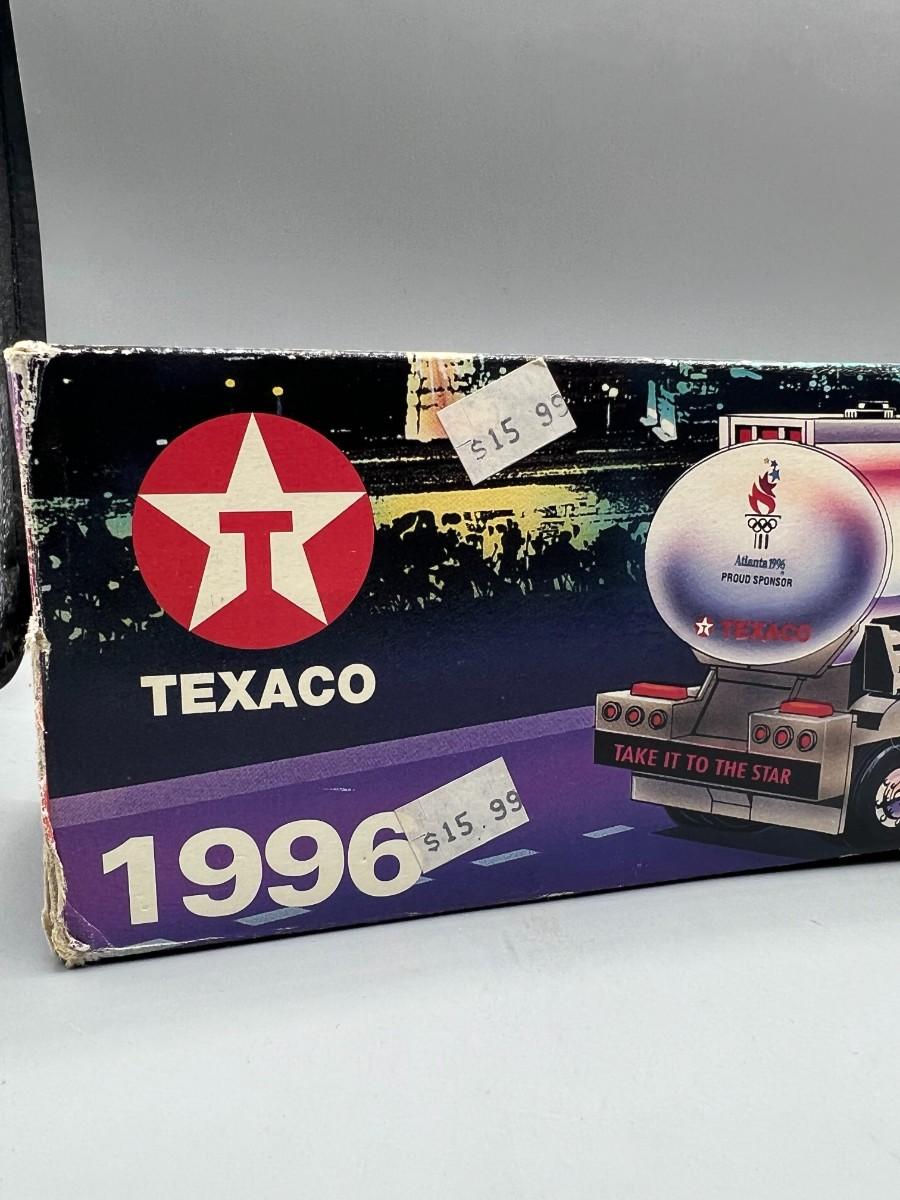 $15 99
T
TEXACO
Atlanta 1996
PROUD SPONSOR
TEXACO
TAKE IT TO THE STAR
$15.99
1996